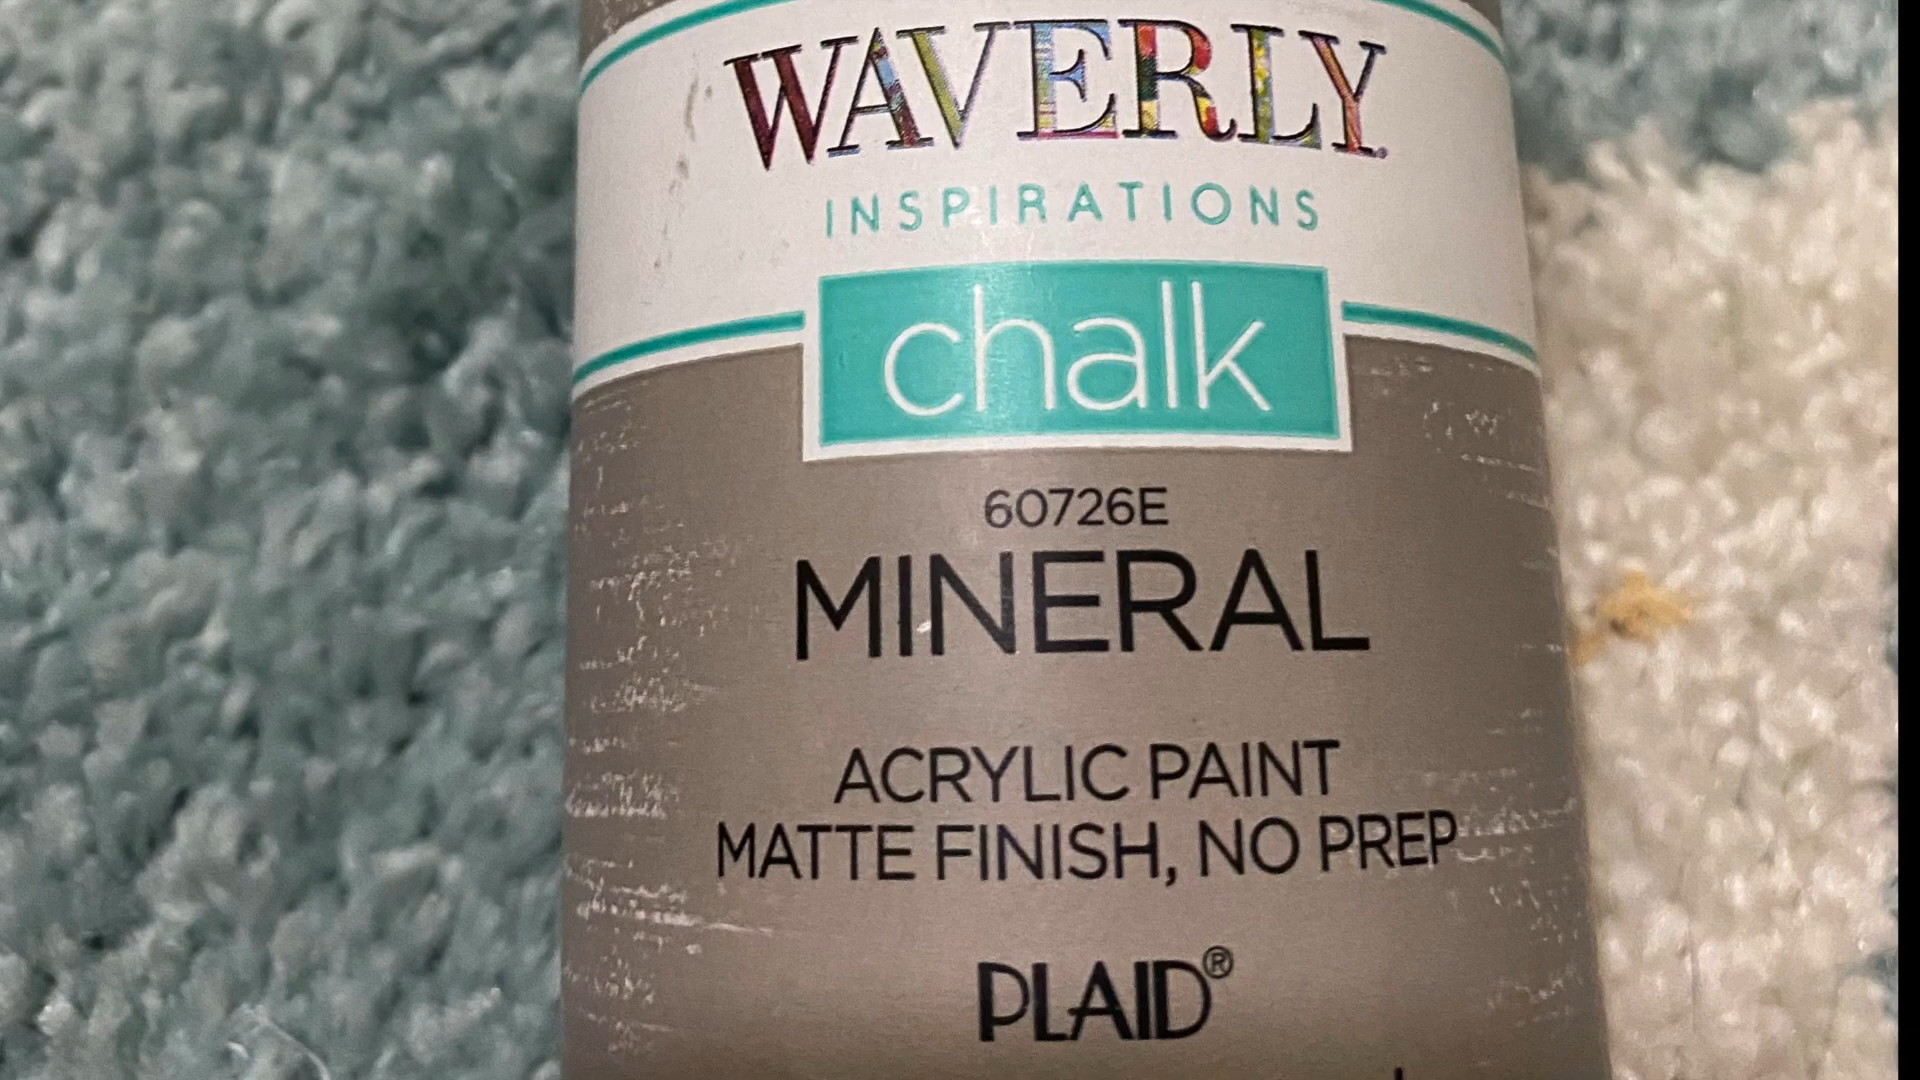 WAVERLY
INSPIRATIONS
chalk
60726E
MINERAL
ACRYLIC PAINT
MATTE FINISH, NO PREP
PLAID®